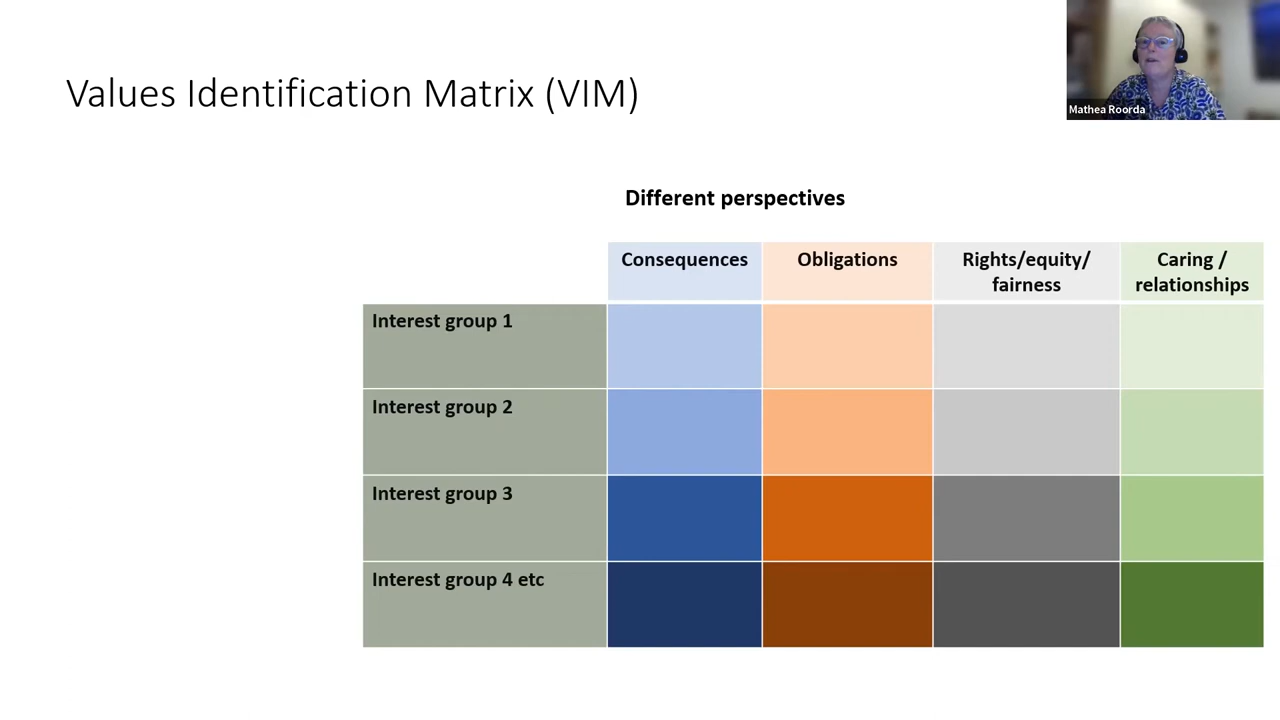 Values Identification Matrix (VIM)
Mathea Roorda
Different perspectives
Consequences
Obligations
Rights/equity/
fairness
Caring /
relationships
Interest group 1
Interest group 2
Interest group 3
Interest group 4 etc